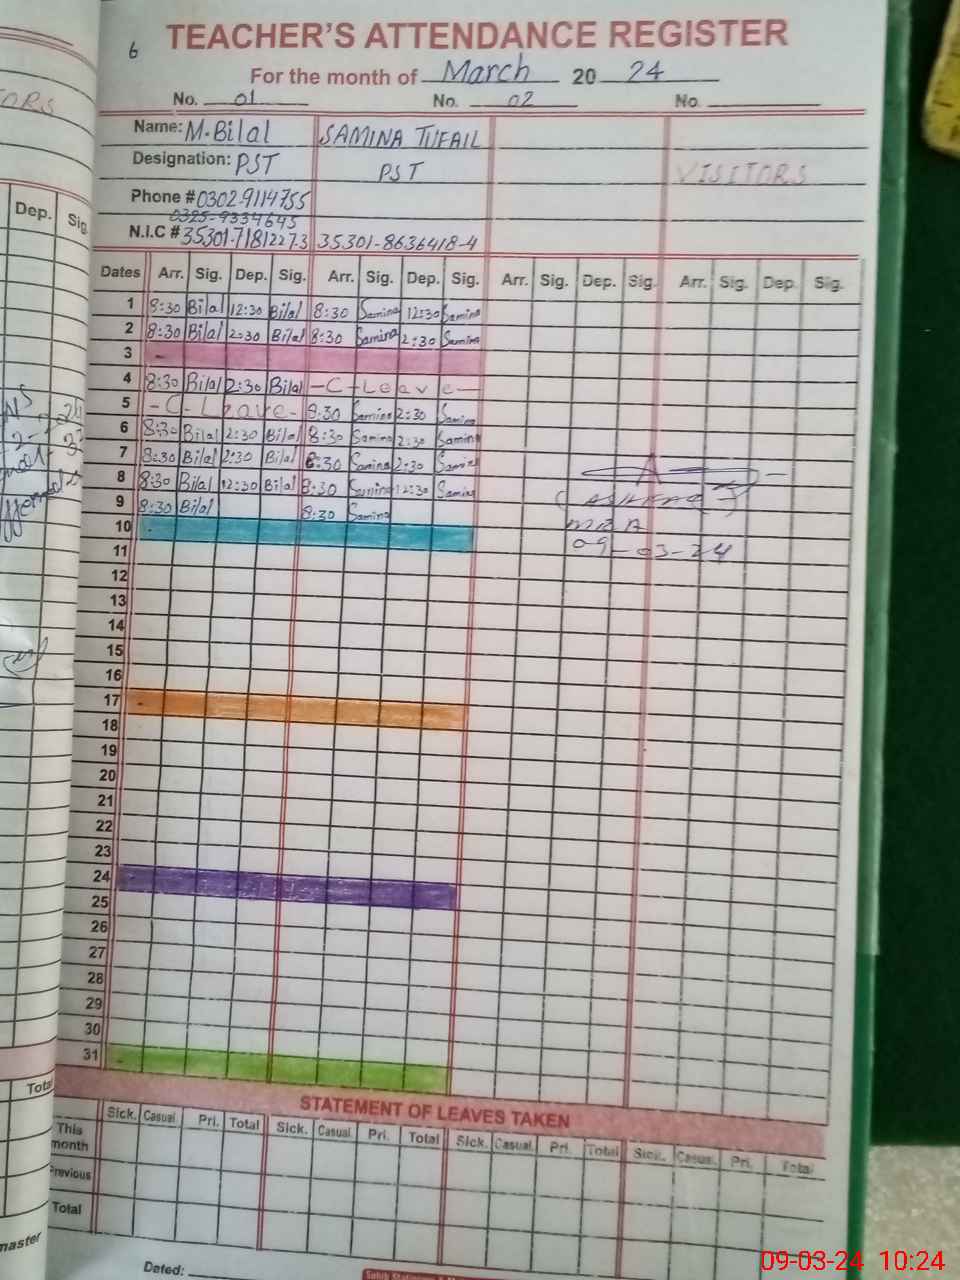 6
TEACHER'S ATTENDANCE REGISTER
For the month of March 20 24
No. 01 No. 02 No.
Name: M.Bilal SAMINA TUFAIL
Designation: PST PST VISITORS
Phone # 0302-9114755
0325-9334645
N.I.C # 35301-7181227-3 35301-8636418-4
Dep. Sig.
Dates Arr. Sig. Dep. Sig. Arr. Sig. Dep. Sig. Arr. Sig. Dep. Sig. Arr. Sig. Dep. Sig.
1 8:30 Bilal 12:30 Bilal 8:30 Samina 12:30 Samina
2 8:30 Bilal 2:30 Bilal 8:30 Samina 2:30 Samina
3
4 8:30 Bilal 2:30 Bilal - C - Leave -
5 - C - Leave - 8:30 Samina 2:30 Samina
6 8:30 Bilal 2:30 Bilal 8:30 Samina 2:30 Samina
7 8:30 Bilal 2:30 Bilal 8:30 Samina 2:30 Samina
8 8:30 Bilal 12:30 Bilal 8:30 Samina 12:30 Samina
9 8:30 Bilal 8:30 Samina
10
09-03-24
11
12
13
14
15
16
17
18
19
20
21
22
23
24
25
26
27
28
29
30
31
Total
STATEMENT OF LEAVES TAKEN
Sick. Casual. Pri. Total Sick. Casual. Pri. Total Sick. Casual. Pri. Total Sick. Casual. Pri. Total
This month
Previous
Total
master
Dated:
09-03-24 10:24